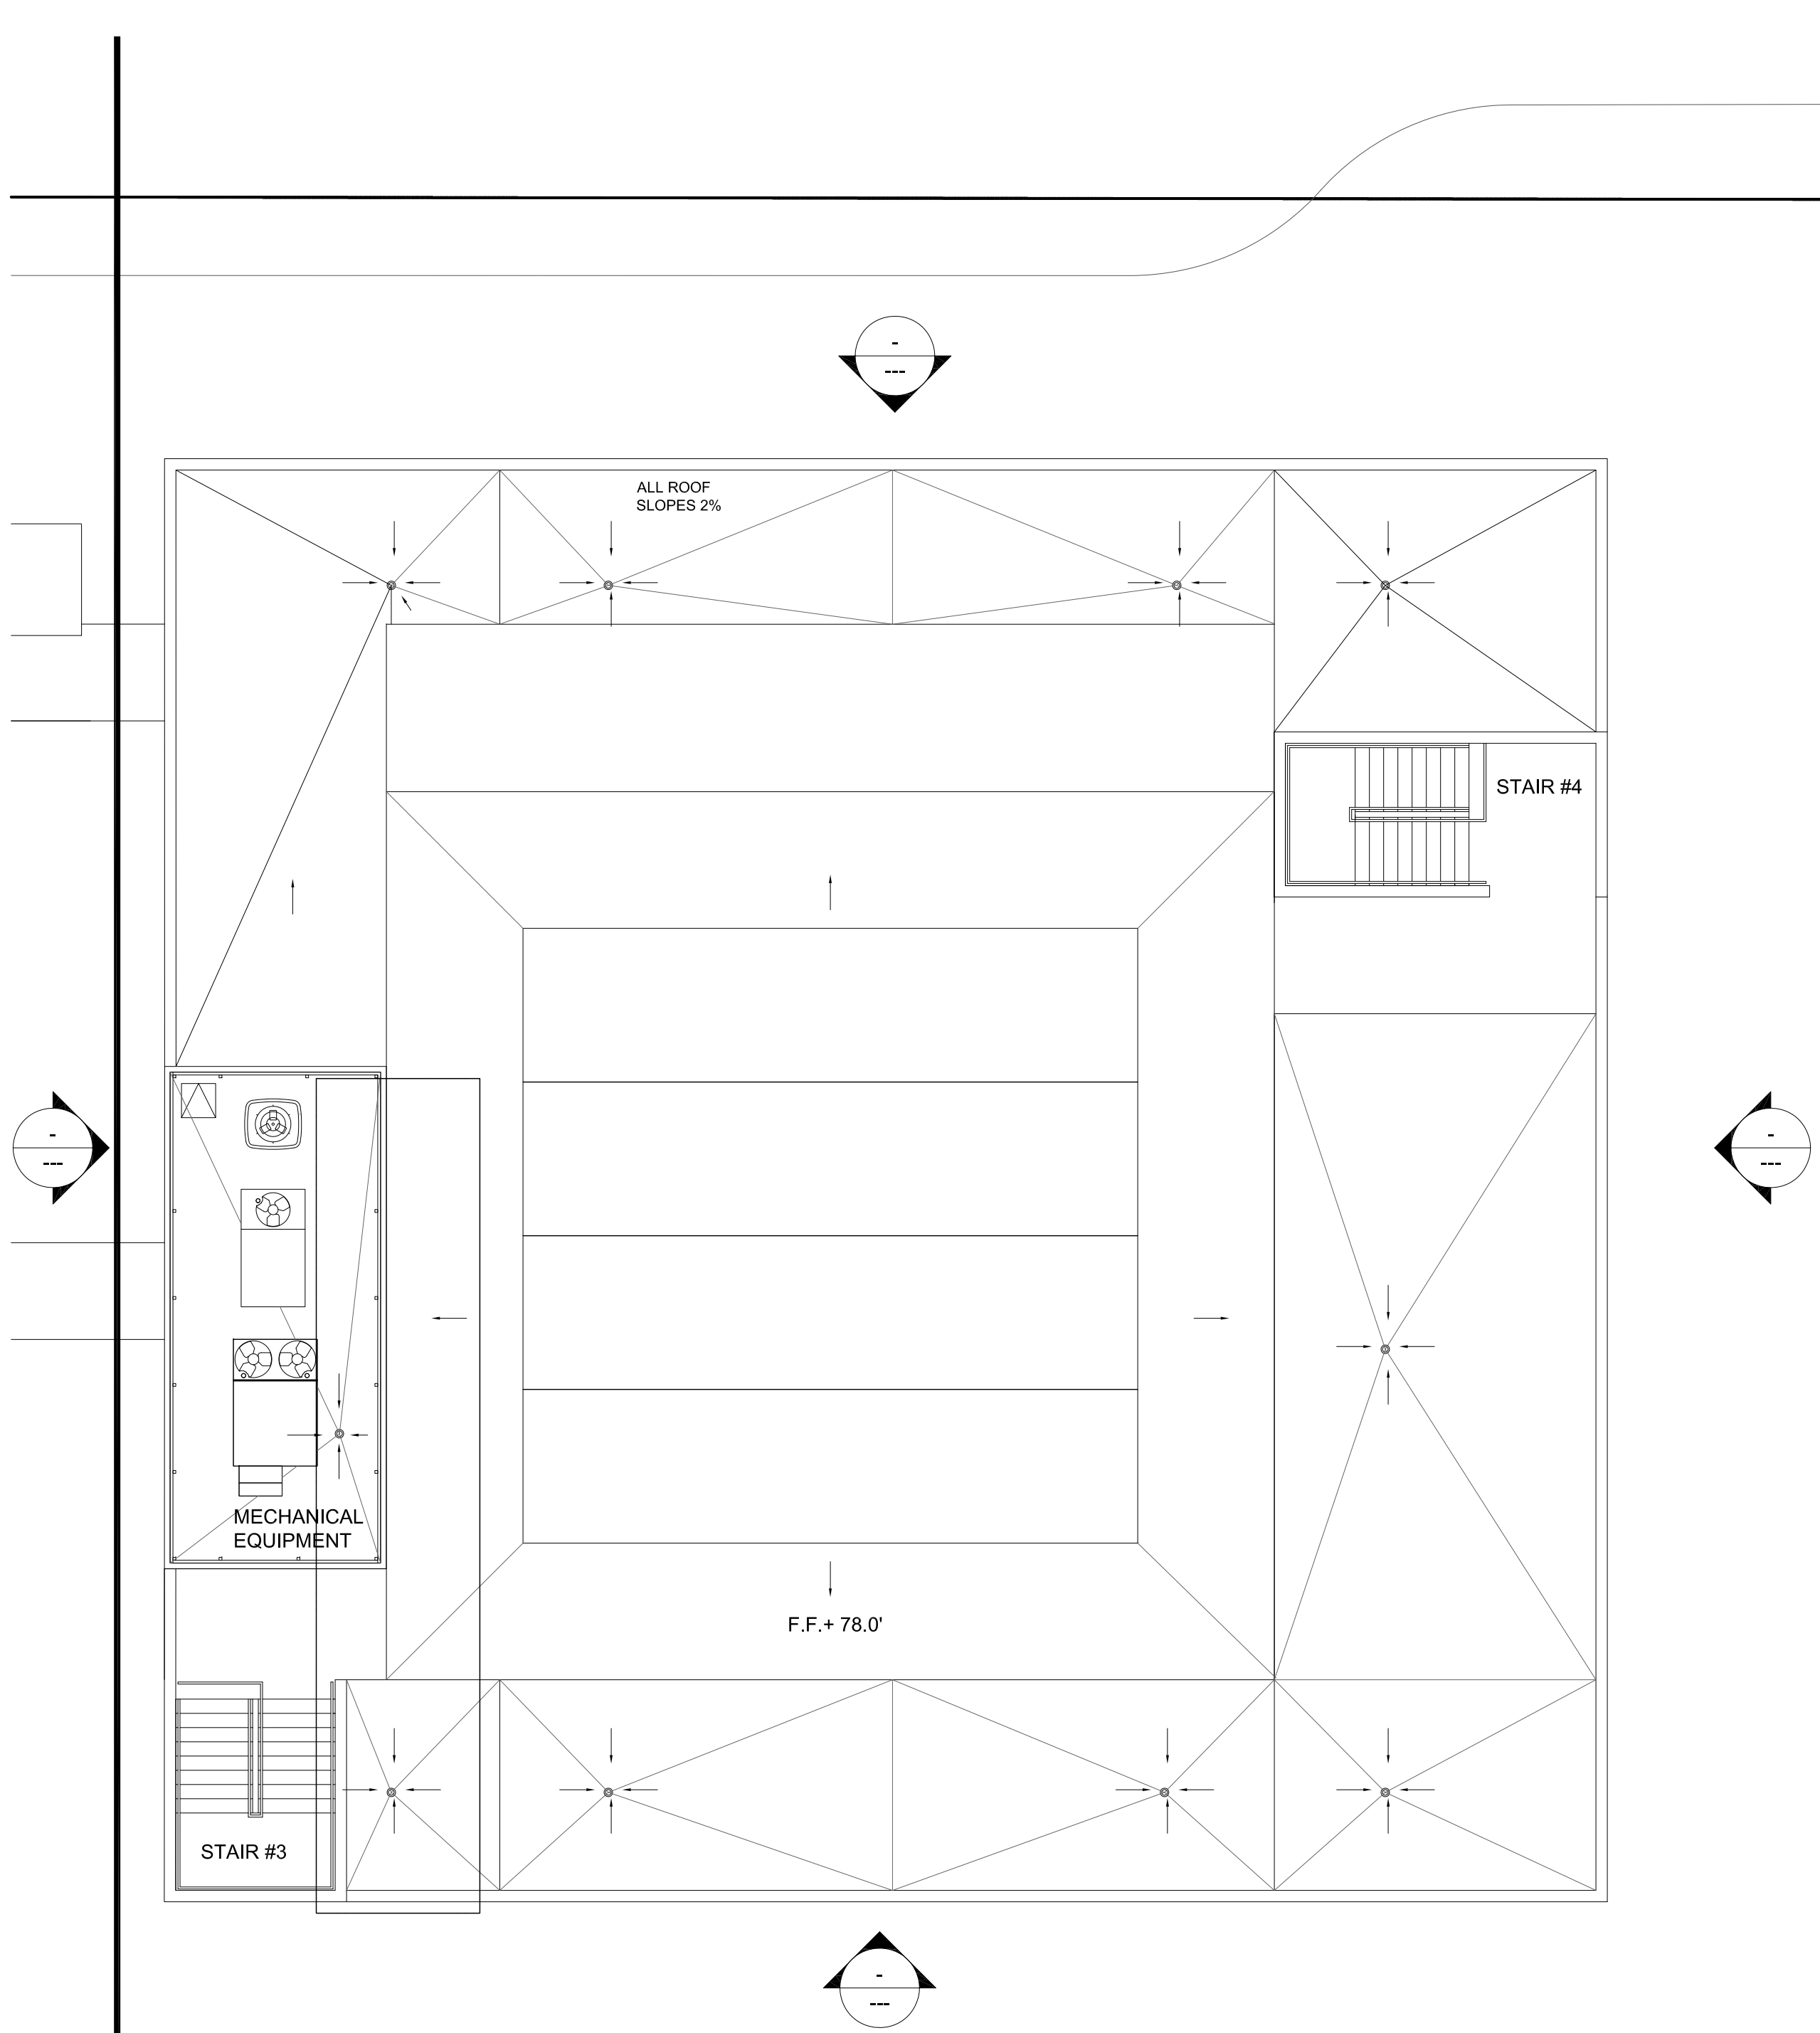 -
---
ALL ROOF
SLOPES 2%
STAIR #4
-
---
-
---
MECHANICAL
EQUIPMENT
F.F.+ 78.0'
STAIR #3
-
---